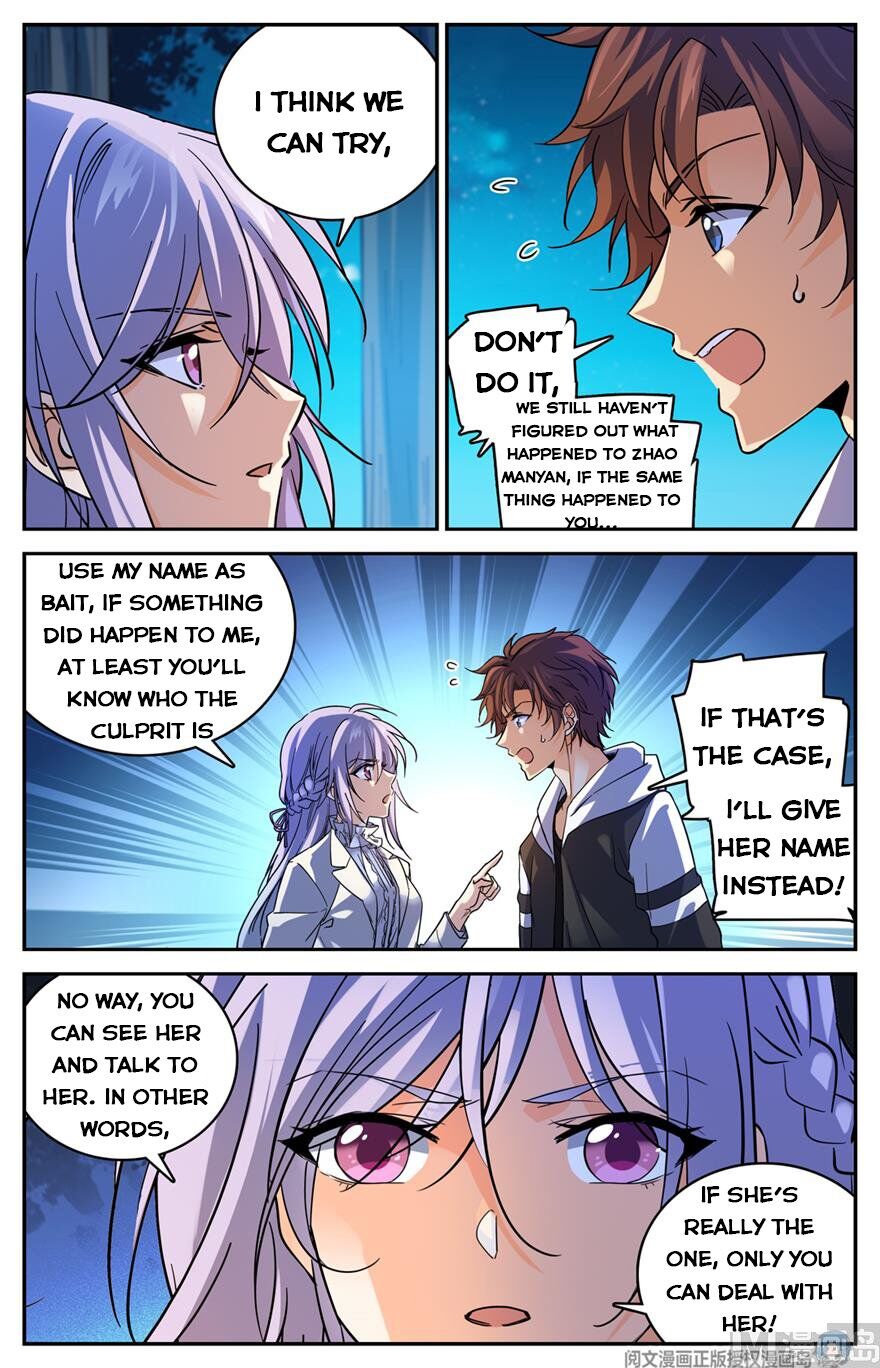 I THINK WE
CAN TRY,
DON'T
DO IT,
WE STILL HAVEN'T
FIGURED OUT WHAT
HAPPENED TO ZHAO
MANYAN, IF THE SAME
THING HAPPENED TO
YOU...
USE MY NAME AS
BAIT, IF SOMETHING
DID HAPPEN TO ME,
AT LEAST YOU'LL
KNOW WHO THE
CULPRIT IS
IF THAT'S
THE CASE,
I'LL GIVE
HER NAME
INSTEAD!
NO WAY, YOU
CAN SEE HER
AND TALK TO
HER. IN OTHER
WORDS,
IF SHE'S
REALLY THE
ONE, ONLY YOU
CAN DEAL WITH
HER!
阅文漫画正版授权漫画岛